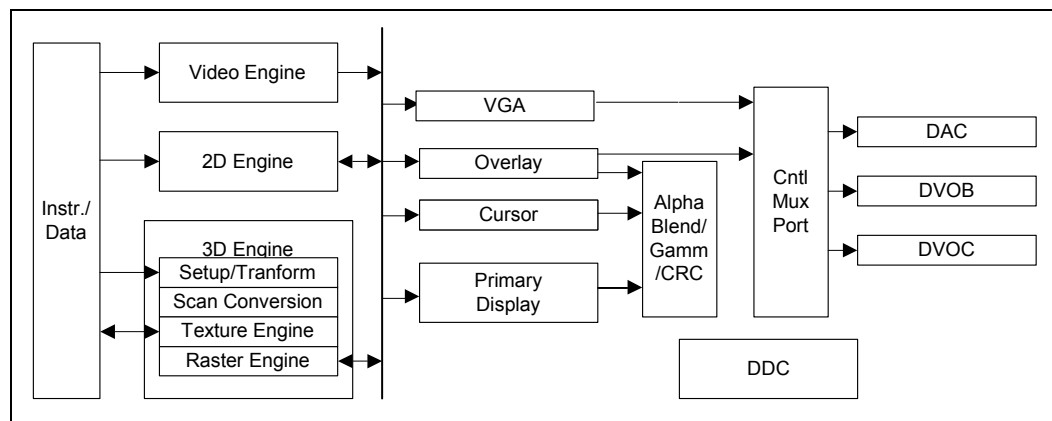 Instr./
Data
Video Engine
2D Engine
3D Engine
Setup/Tranform
Scan Conversion
Texture Engine
Raster Engine
VGA
Overlay
Cursor
Primary
Display
Alpha
Blend/
Gamm
/CRC
Cntl
Mux
Port
DAC
DVOB
DVOC
DDC